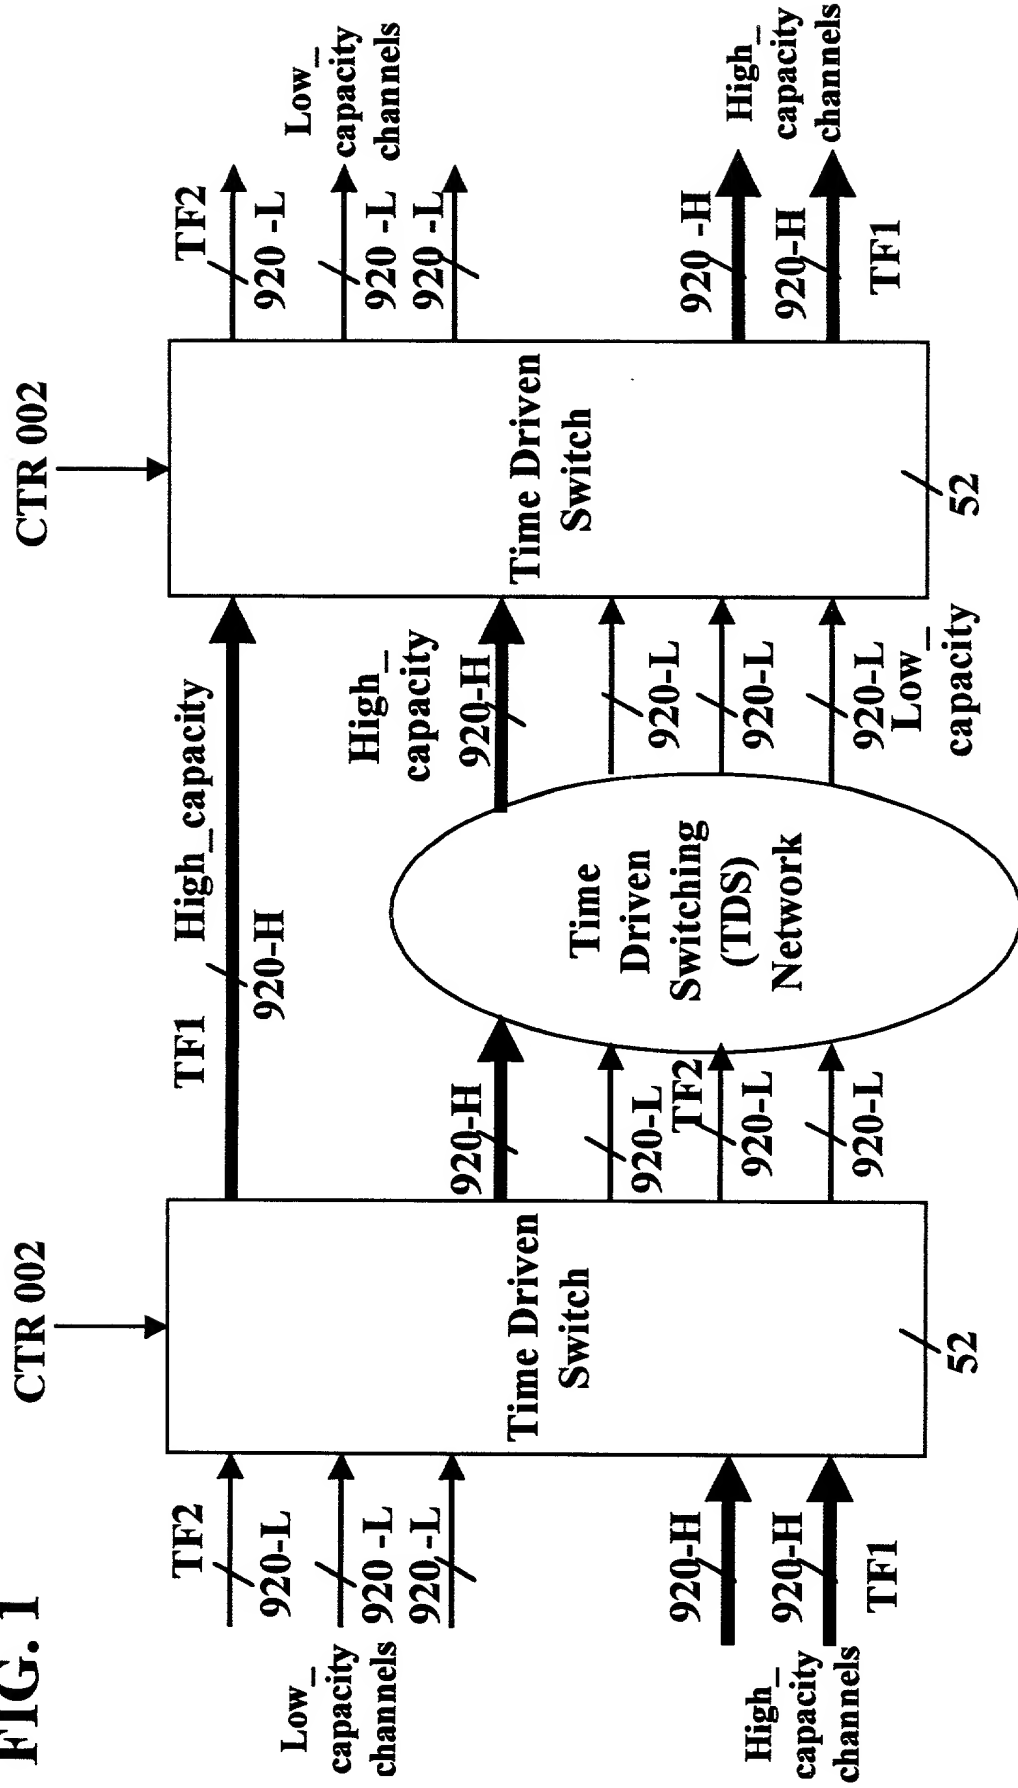 FIG. 1
CTR 002
CTR 002
TF2
920-L
Low_
capacity
channels
920 -L
920 -L
920-H
High_
capacity
channels
920-H
TF1
Time Driven
Switch
52
TF1
High_capacity
920-H
920-H
920-L
TF2
920-L
920-L
Time
Driven
Switching
(TDS)
Network
High_
capacity
920-H
920-L
920-L
920-L
Low_
capacity
Time Driven
Switch
52
TF2
920 -L
Low_
capacity
channels
920 -L
920 -L
920 -H
High_
capacity
channels
920-H
TF1